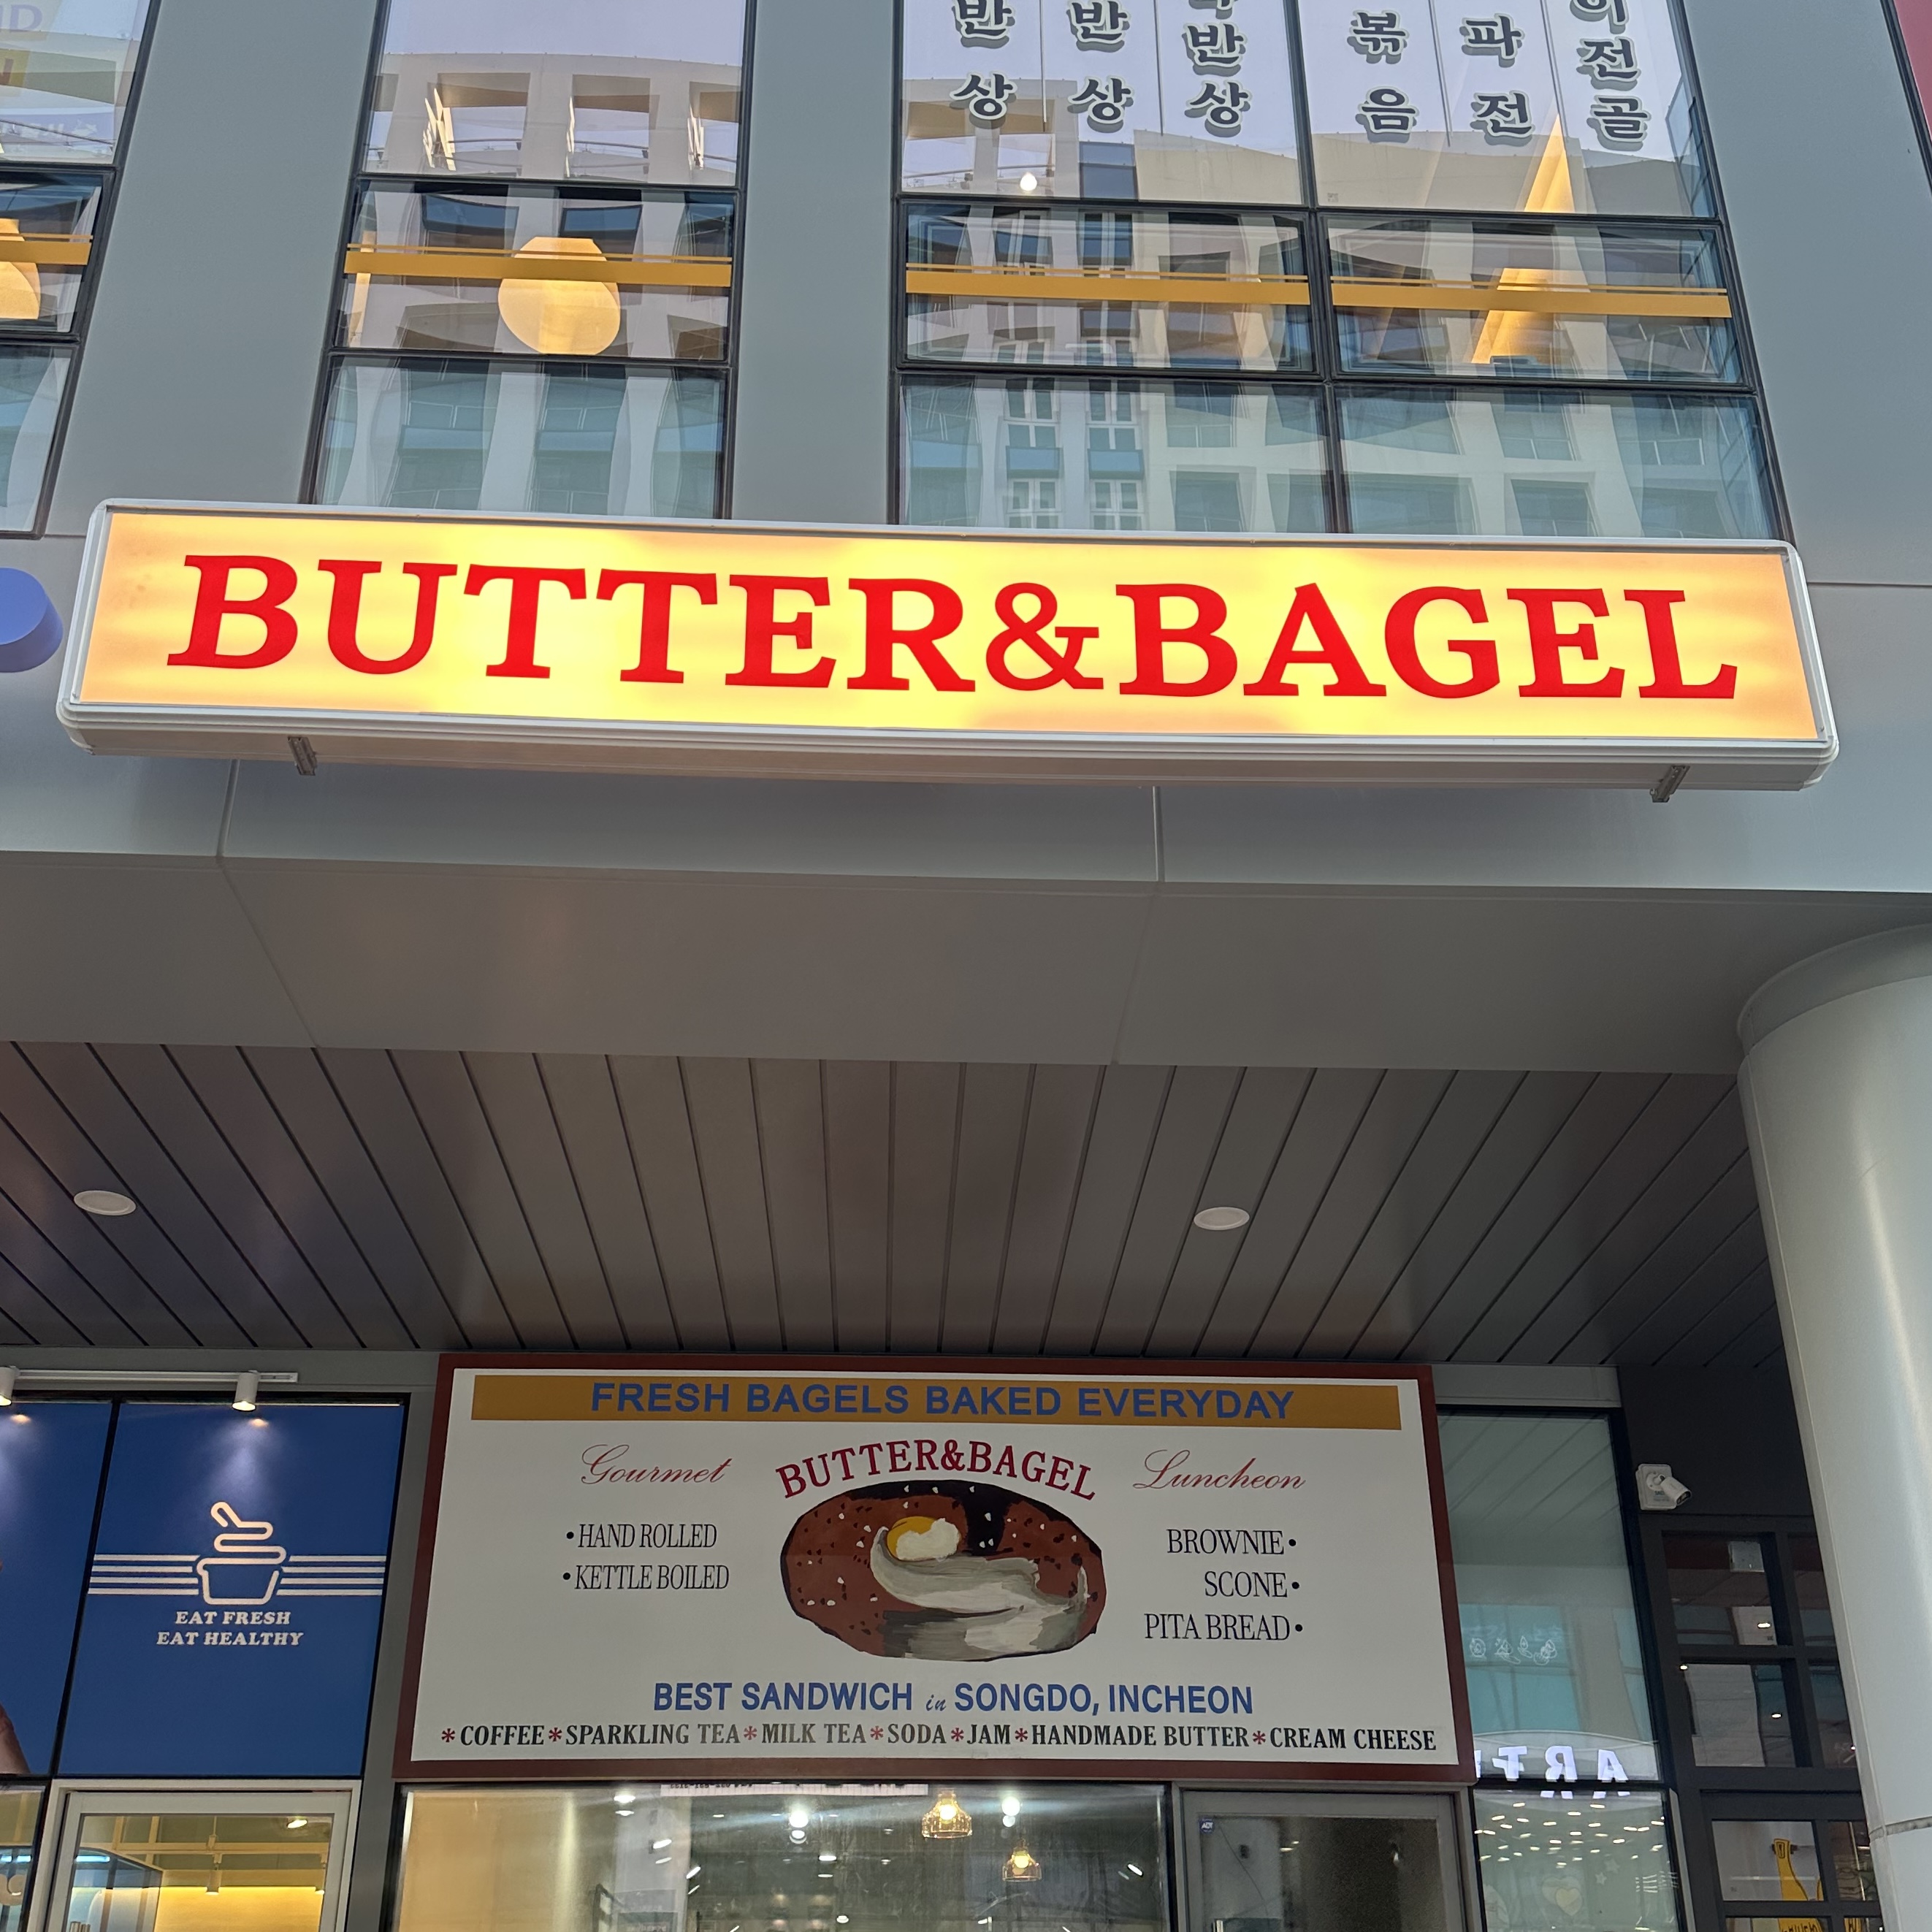 반상
반상
반상
볶음
파전
전골
BUTTER&BAGEL
FRESH BAGELS BAKED EVERYDAY
Gourmet
BUTTER&BAGEL
Luncheon
•HAND ROLLED
•KETTLE BOILED
BROWNIE•
SCONE•
PITA BREAD•
BEST SANDWICH in SONGDO, INCHEON
*COFFEE*SPARKLING TEA*MILK TEA*SODA*JAM*HANDMADE BUTTER*CREAM CHEESE
EAT FRESH
EAT HEALTHY
ADT